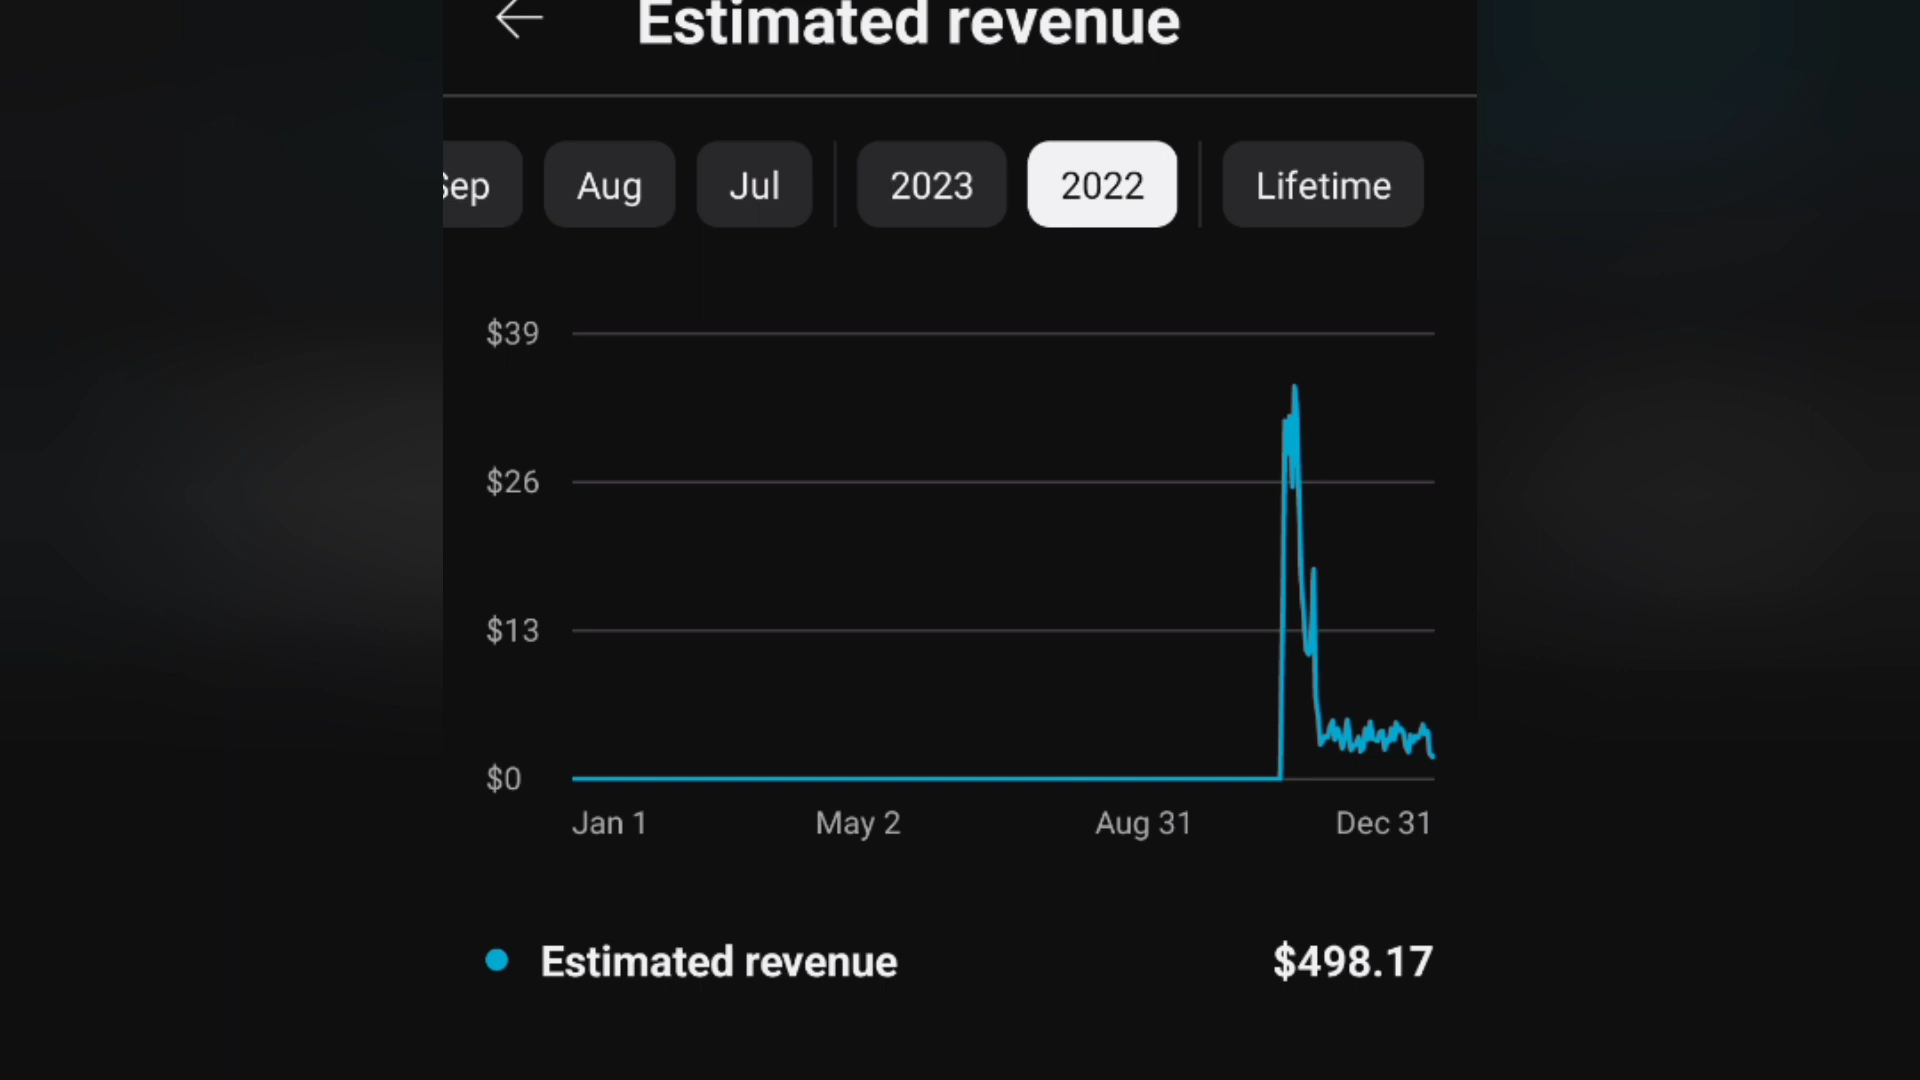 Estimated revenue
ep Aug Jul 2023 2022 Lifetime
$39
$26
$13
$0
Jan 1 May 2 Aug 31 Dec 31
Estimated revenue $498.17